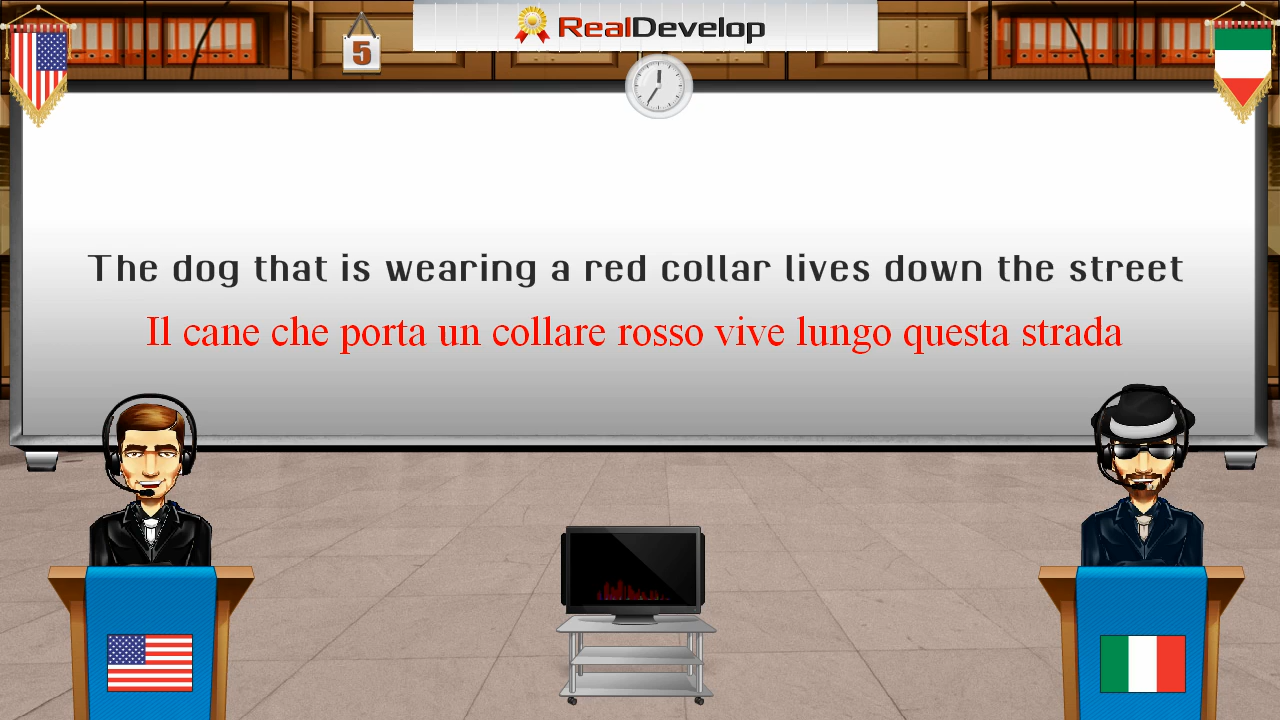 5
RealDevelop
The dog that is wearing a red collar lives down the street
Il cane che porta un collare rosso vive lungo questa strada